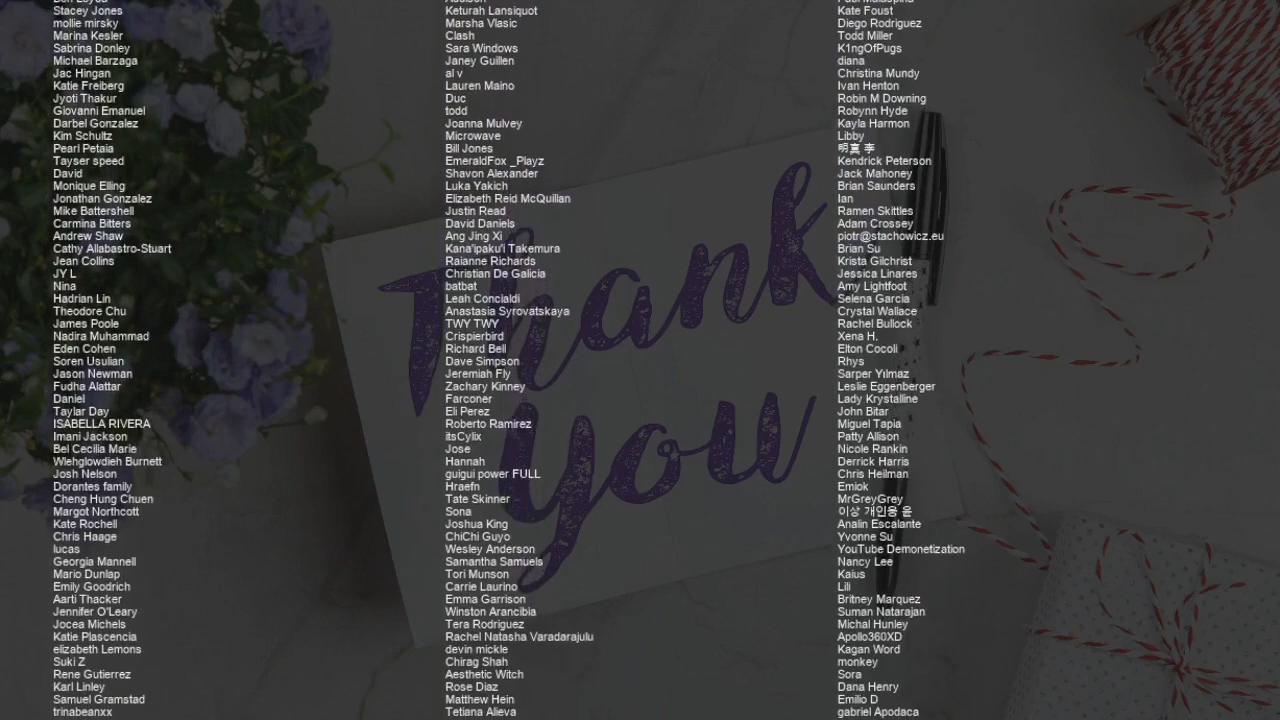 Stacey Jones
mollie mirsky
Marina Kesler
Sabrina Donley
Michael Barzaga
Jac Hingan
Katie Freiberg
Jyoti Thakur
Giovanni Emanuel
Darbel Gonzalez
Kim Schultz
Pearl Petaia
Tayser speed
David
Monique Elling
Jonathan Gonzalez
Mike Battershell
Carmina Bitters
Andrew Shaw
Cathy Allabastro-Stuart
Jean Collins
JY L
Nina
Hadrian Lin
Theodore Chu
James Poole
Nadira Muhammad
Eden Cohen
Soren Usulian
Jason Newman
Fudha Alattar
Daniel
Taylar Day
ISABELLA RIVERA
Imani Jackson
Bel Cecilia Marie
Wlehglowdieh Burnett
Josh Nelson
Dorantes family
Cheng Hung Chuen
Margot Northcott
Kate Rochell
Chris Haage
lucas
Georgia Mannell
Mario Dunlap
Emily Goodrich
Aarti Thacker
Jennifer O'Leary
Jocea Michels
Katie Plascencia
elizabeth Lemons
Suki Z
Rene Gutierrez
Karl Linley
Samuel Gramstad
trinabeanxx
Keturah Lansiquot
Marsha Vlasic
Clash
Sara Windows
Janey Guillen
al v
Lauren Maino
Duc
todd
Joanna Mulvey
Microwave
Bill Jones
EmeraldFox _Playz
Shavon Alexander
Luka Yakich
Elizabeth Reid McQuillan
Justin Read
David Daniels
Ang Jing Xi
Kana'ipaku'i Takemura
Raianne Richards
Christian De Galicia
batbat
Leah Concialdi
Anastasia Syrovatskaya
TWY TWY
Crispierbird
Richard Bell
Dave Simpson
Jeremiah Fly
Zachary Kinney
Farconer
Eli Perez
Roberto Ramirez
itsCylix
Jose
Hannah
guigui power FULL
Hraefn
Tate Skinner
Sona
Joshua King
ChiChi Guyo
Wesley Anderson
Samantha Samuels
Tori Munson
Carrie Laurino
Emma Garrison
Winston Arancibia
Tera Rodriguez
Rachel Natasha Varadarajulu
devin mickle
Chirag Shah
Aesthetic Witch
Rose Diaz
Matthew Hein
Tetiana Alieva
Kate Foust
Diego Rodriguez
Todd Miller
K1ngOfPugs
diana
Christina Mundy
Ivan Henton
Robin M Downing
Robynn Hyde
Kayla Harmon
Libby
明真 李
Kendrick Peterson
Jack Mahoney
Brian Saunders
Ian
Ramen Skittles
Adam Crossey
piotr@stachowicz.eu
Brian Su
Krista Gilchrist
Jessica Linares
Amy Lightfoot
Selena Garcia
Crystal Wallace
Rachel Bullock
Xena H.
Elton Cocoli
Rhys
Sarper Yılmaz
Leslie Eggenberger
Lady Krystalline
John Bitar
Miguel Tapia
Patty Allison
Nicole Rankin
Derrick Harris
Chris Heilman
Emiok
MrGreyGrey
이상 개인용 윤
Analin Escalante
Yvonne Su
YouTube Demonetization
Nancy Lee
Kaius
Lili
Britney Marquez
Suman Natarajan
Michal Hunley
Apollo360XD
Kagan Word
monkey
Sora
Dana Henry
Emilio D
gabriel Apodaca
Thank
you